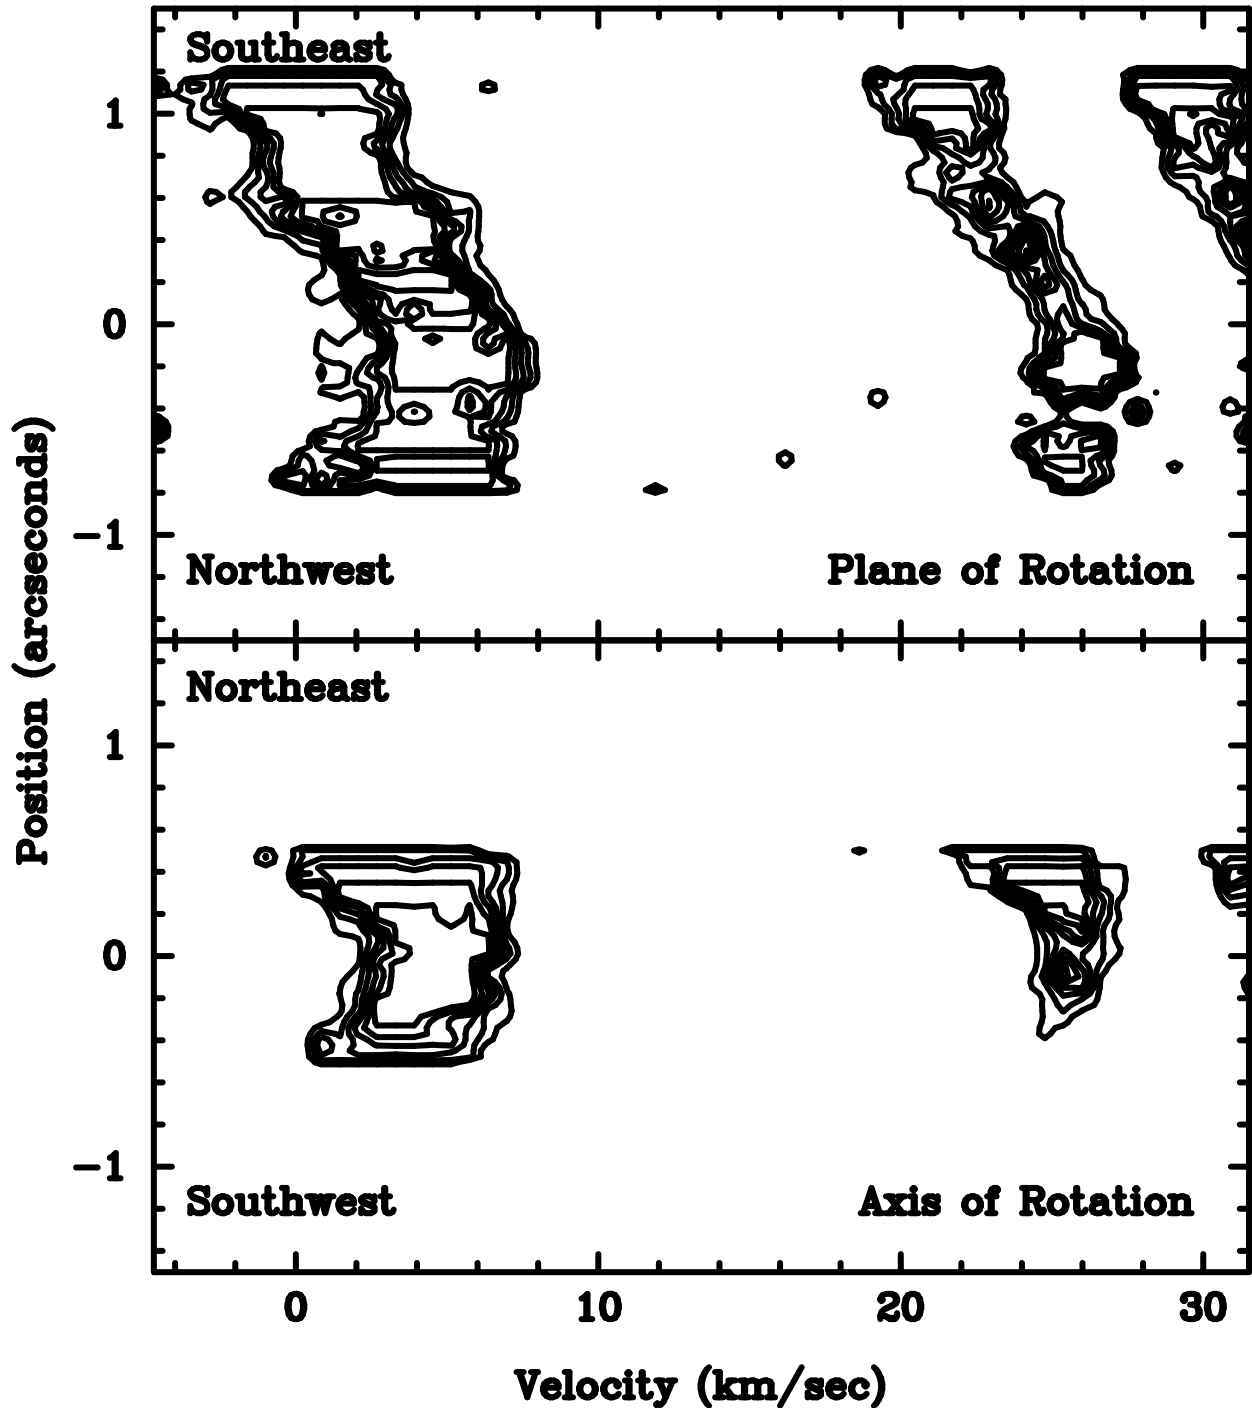 Southeast
1
0
−1
Northwest
Plane of Rotation
Northeast
1
0
−1
Southwest
Axis of Rotation
0
10
20
30
Position (arcseconds)
Velocity (km/sec)